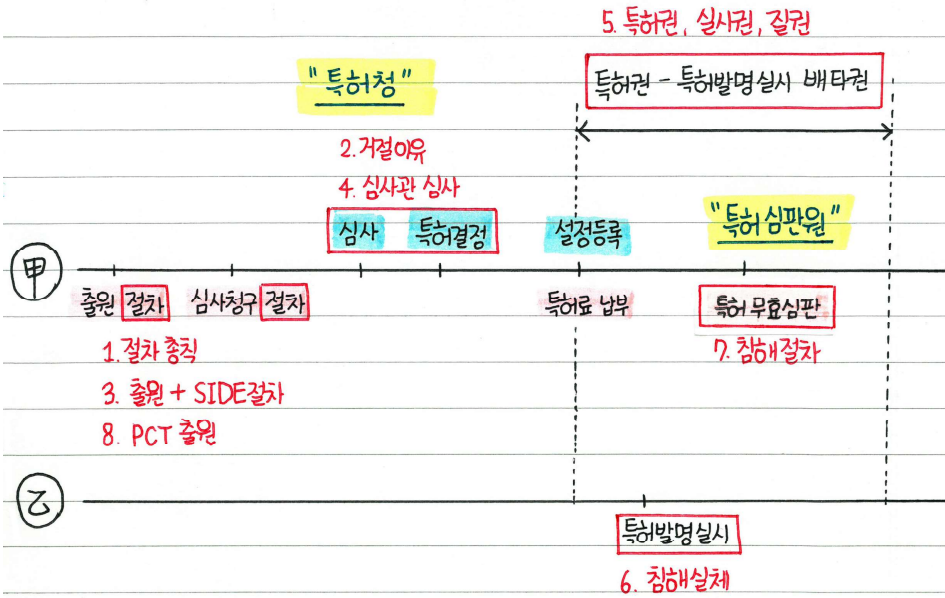 5. 특허권, 실사권, 질권
"특허청"
특허권 - 특허발명실시 배타권
2. 거절이유
4. 심사관 심사
심사 특허결정 설정등록 "특허심판원"
甲
출원 절차 심사청구 절차 특허료 납부 특허무효심판
1. 절차 총칙
7. 침해절차
3. 출원 + SIDE절차
8. PCT 출원
乙
특허발명실시
6. 침해실체